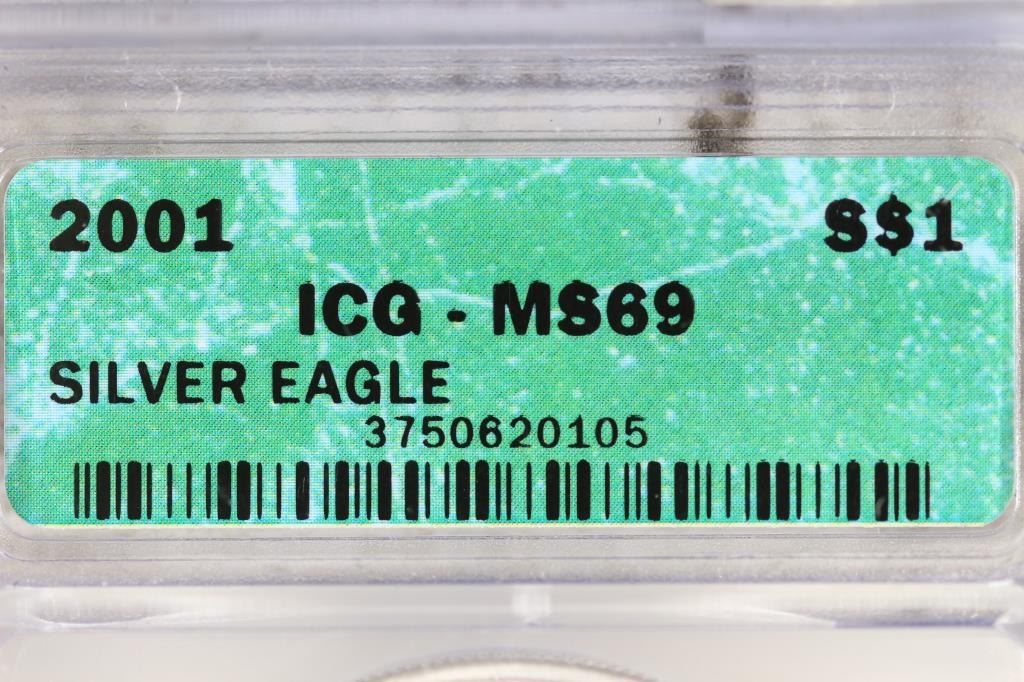 2001 S$1
ICG - MS69
SILVER EAGLE
3750620105